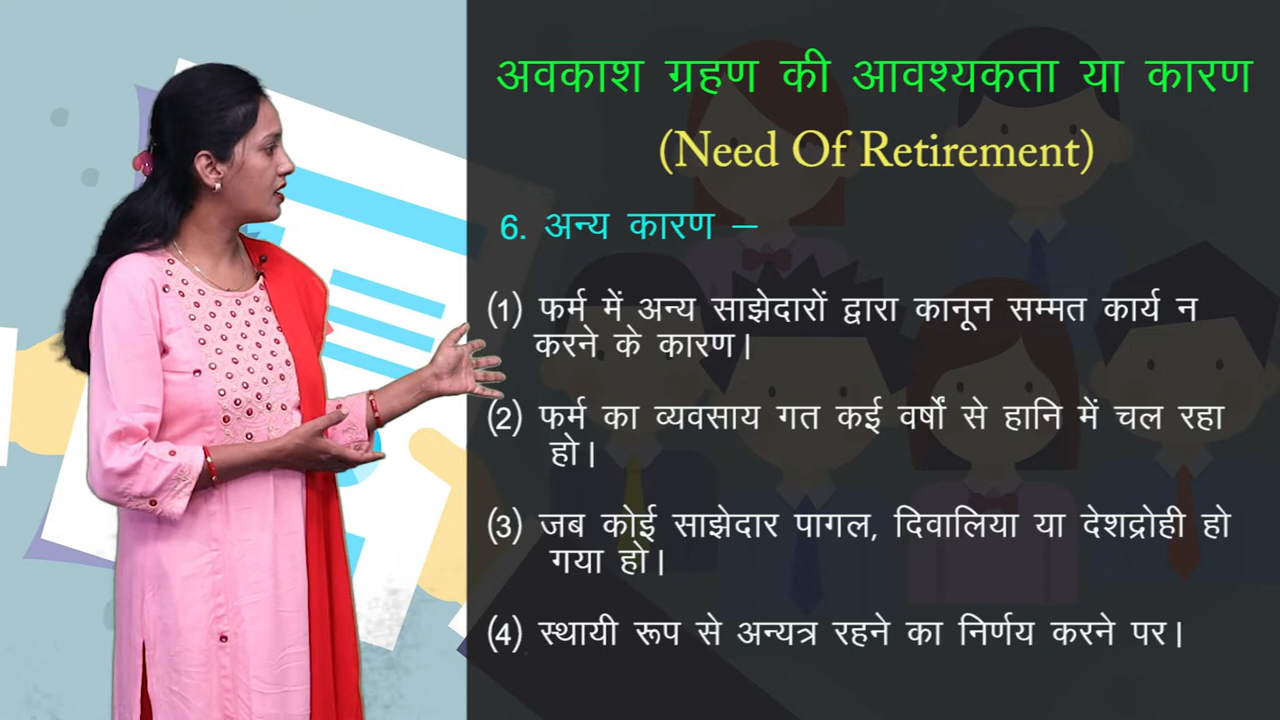 अवकाश ग्रहण की आवश्यकता या कारण
(Need Of Retirement)
6. अन्य कारण –
(1) फर्म में अन्य साझेदारों द्वारा कानून सम्मत कार्य न
करने के कारण।
(2) फर्म का व्यवसाय गत कई वर्षों से हानि में चल रहा
हो।
(3) जब कोई साझेदार पागल, दिवालिया या देशद्रोही हो
गया हो।
(4) स्थायी रूप से अन्यत्र रहने का निर्णय करने पर।